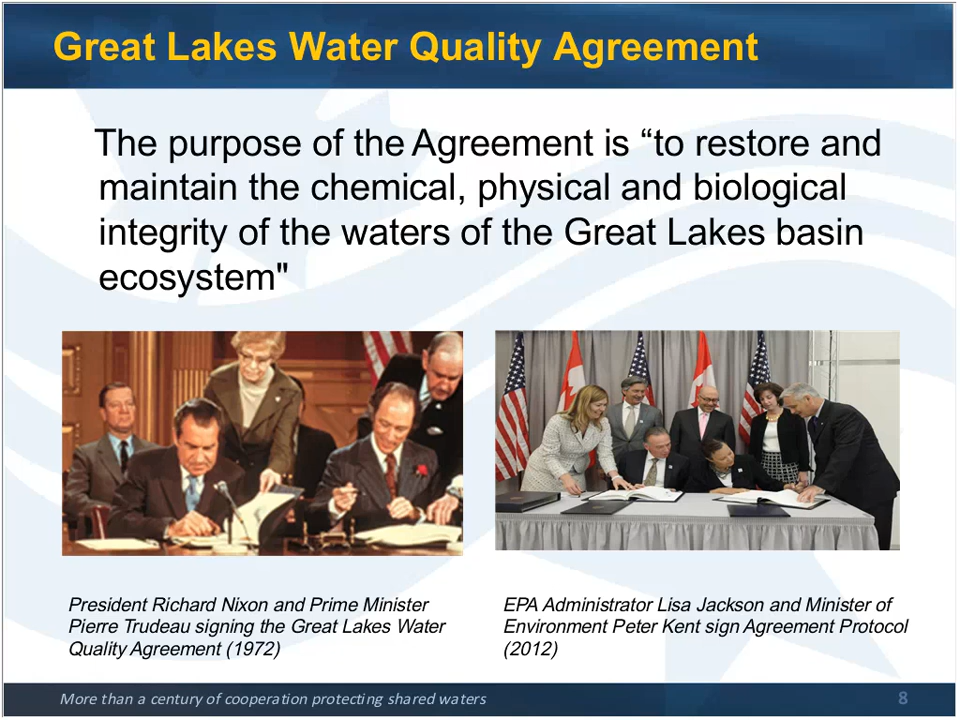 Great Lakes Water Quality Agreement
The purpose of the Agreement is “to restore and
maintain the chemical, physical and biological
integrity of the waters of the Great Lakes basin
ecosystem"
President Richard Nixon and Prime Minister
Pierre Trudeau signing the Great Lakes Water
Quality Agreement (1972)
EPA Administrator Lisa Jackson and Minister of
Environment Peter Kent sign Agreement Protocol
(2012)
More than a century of cooperation protecting shared waters
8